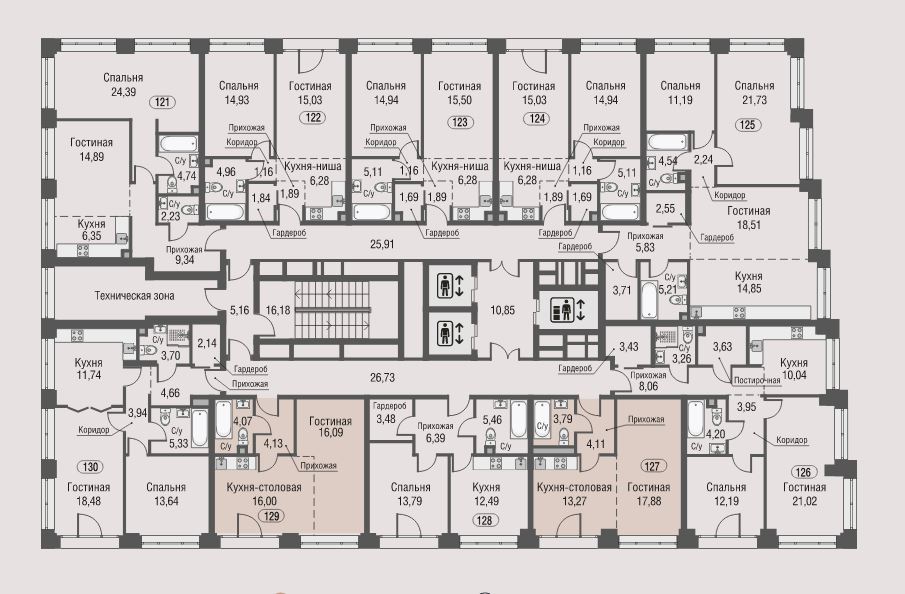 Спальня
24,39
121
Гостиная
14,89
Кухня
6,35
С/у
4,74
С/у
2,23
Прихожая
9,34
Спальня
14,93
Гостиная
15,03
122
Прихожая
Коридор
4,96
С/у
1,16
Кухня-ниша
6,28
1,84
1,89
Гардероб
Спальня
14,94
Гостиная
15,50
123
Прихожая
Коридор
5,11
С/у
1,16
Кухня-ниша
6,28
1,69
1,89
Гардероб
Гостиная
15,03
124
Спальня
14,94
Прихожая
Коридор
Кухня-ниша
6,28
1,16
5,11
С/у
1,89
1,69
Гардероб
Спальня
11,19
Спальня
21,73
125
4,54
С/у
2,24
Коридор
2,55
Гардероб
Гостиная
18,51
Гардероб
5,83
Прихожая
3,71
5,21
С/у
Кухня
14,85
25,91
Техническая зона
5,16
16,18
10,85
26,73
Кухня
11,74
С/у
3,70
2,14
Гардероб
Прихожая
4,66
3,94
Коридор
С/у
5,33
130
Гостиная
18,48
Спальня
13,64
4,07
С/у
4,13
Прихожая
Гостиная
16,09
Кухня-столовая
16,00
129
Гардероб
3,48
Прихожая
6,39
5,46
С/у
Спальня
13,79
Кухня
12,49
128
С/у
3,79
4,11
Прихожая
127
Кухня-столовая
13,27
Гостиная
17,88
3,43
Гардероб
Прихожая
8,06
С/у
3,26
3,63
Постирочная
Кухня
10,04
3,95
Коридор
4,20
С/у
Спальня
12,19
126
Гостиная
21,02